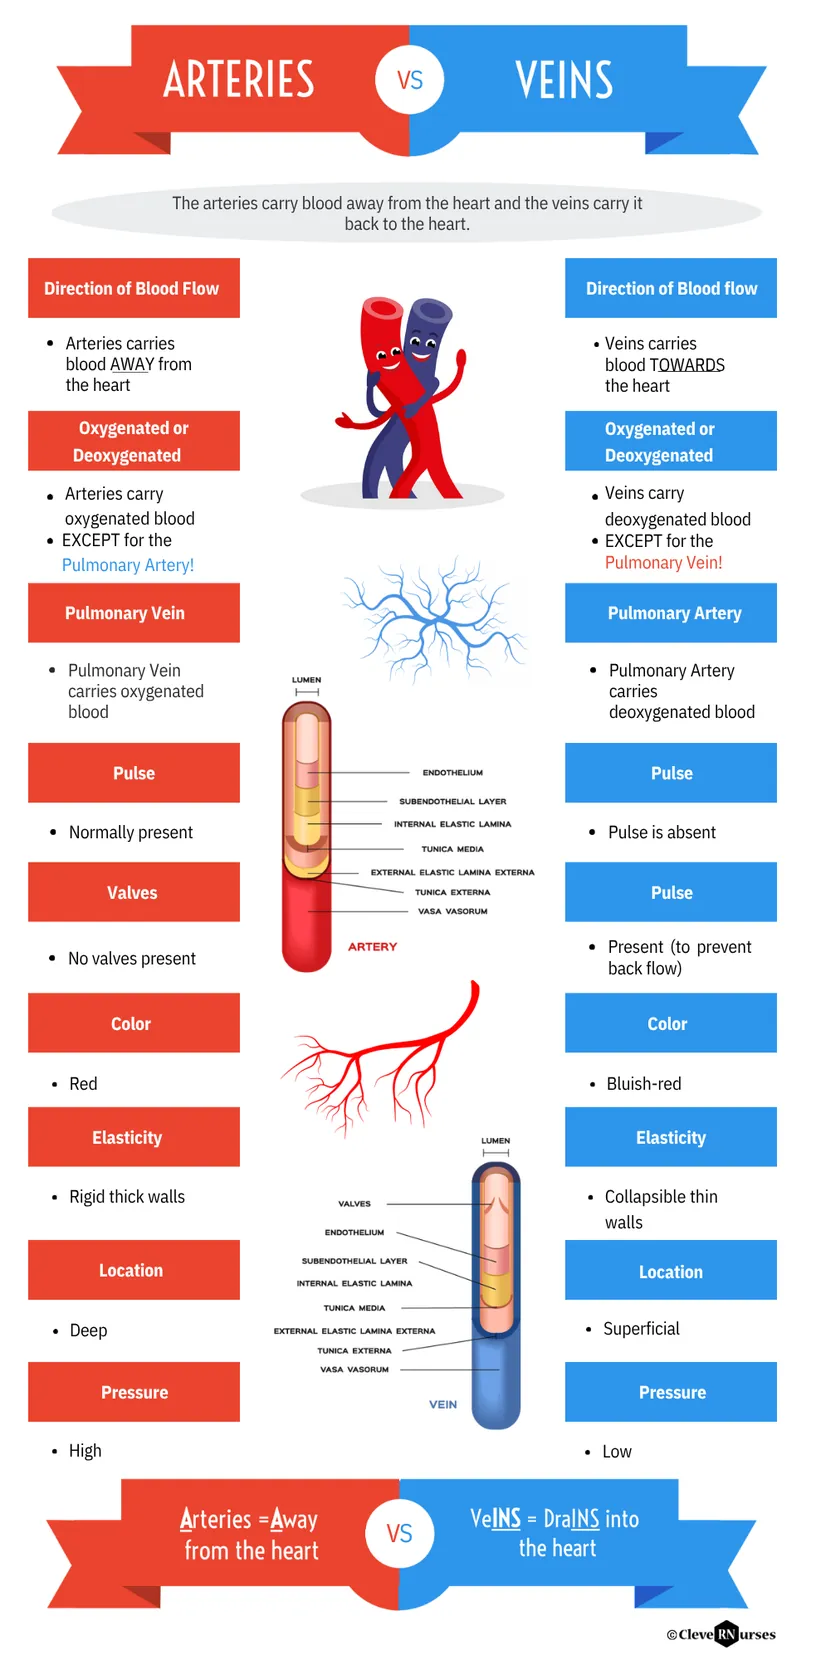 ARTERIES
VS
VEINS
The arteries carry blood away from the heart and the veins carry it
back to the heart.
Direction of Blood Flow
• Arteries carries
blood AWAY from
the heart
Oxygenated or
Deoxygenated
• Arteries carry
oxygenated blood
• EXCEPT for the
Pulmonary Artery!
Pulmonary Vein
• Pulmonary Vein
carries oxygenated
blood
Pulse
• Normally present
Valves
• No valves present
Color
• Red
Elasticity
• Rigid thick walls
Location
• Deep
Pressure
• High
LUMEN
ENDOTHELIUM
SUBENDOTHELIAL LAYER
INTERNAL ELASTIC LAMINA
TUNICA MEDIA
EXTERNAL ELASTIC LAMINA EXTERNA
TUNICA EXTERNA
VASA VASORUM
ARTERY
LUMEN
VALVES
ENDOTHELIUM
SUBENDOTHELIAL LAYER
INTERNAL ELASTIC LAMINA
TUNICA MEDIA
EXTERNAL ELASTIC LAMINA EXTERNA
TUNICA EXTERNA
VASA VASORUM
VEIN
Direction of Blood flow
• Veins carries
blood TOWARDS
the heart
Oxygenated or
Deoxygenated
• Veins carry
deoxygenated blood
• EXCEPT for the
Pulmonary Vein!
Pulmonary Artery
• Pulmonary Artery
carries
deoxygenated blood
Pulse
• Pulse is absent
Pulse
• Present (to prevent
back flow)
Color
• Bluish-red
Elasticity
• Collapsible thin
walls
Location
• Superficial
Pressure
• Low
Arteries =Away
from the heart
VS
VeINS = DraINS into
the heart
©CleveRNurses